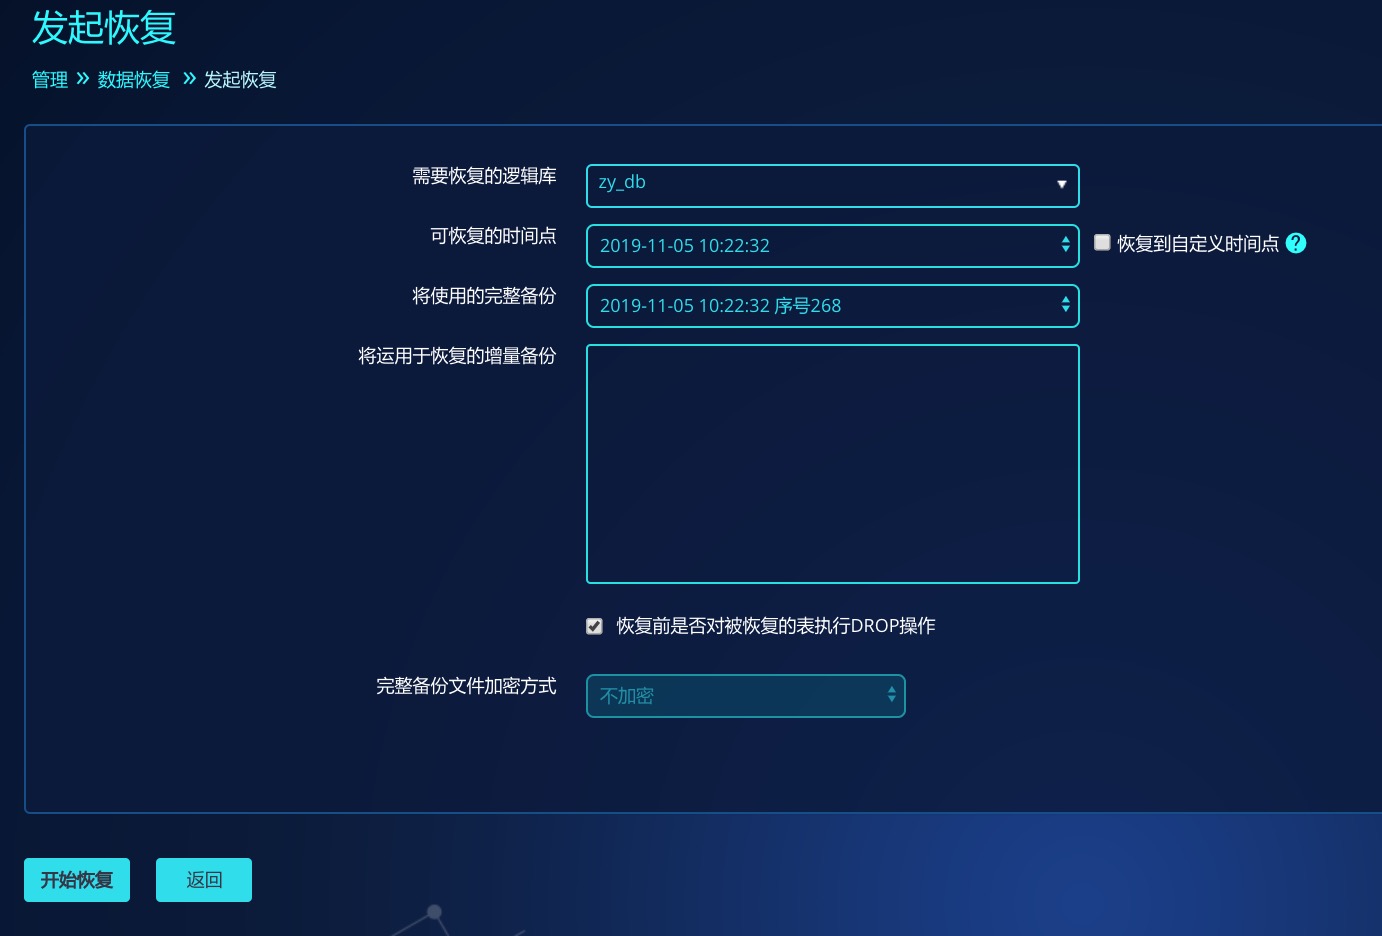 发起恢复
管理 » 数据恢复 » 发起恢复
需要恢复的逻辑库 zy_db
可恢复的时间点 2019-11-05 10:22:32 恢复到自定义时间点 ?
将使用的完整备份 2019-11-05 10:22:32 序号268
将运用于恢复的增量备份
恢复前是否对被恢复的表执行DROP操作
完整备份文件加密方式 不加密
开始恢复 返回